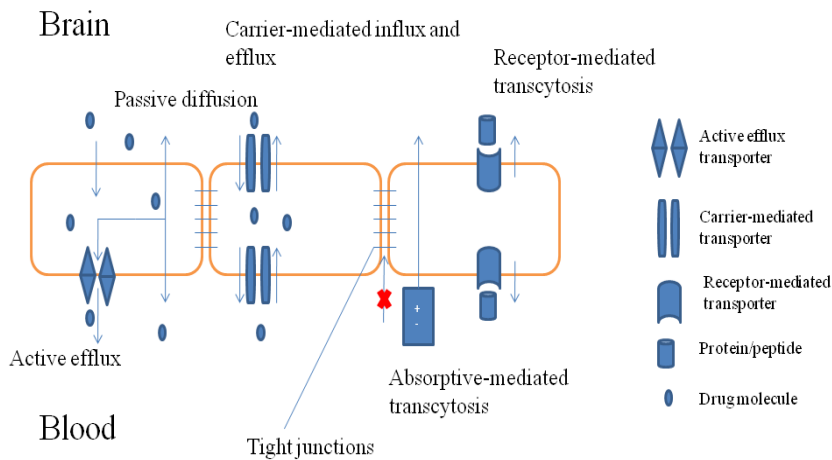 Brain
Carrier-mediated influx and
efflux
Receptor-mediated
transcytosis
Passive diffusion
Active efflux
transporter
Carrier-mediated
transporter
Receptor-mediated
transporter
Protein/peptide
Drug molecule
+
-
Active efflux
Absorptive-mediated
transcytosis
Blood
Tight junctions